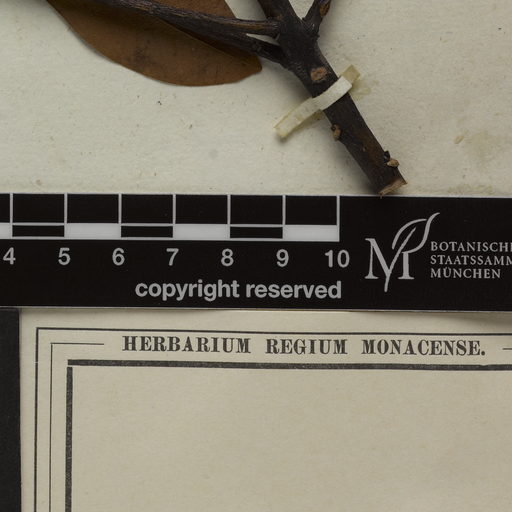 4 5 6 7 8 9 10
copyright reserved
BOTANISCHE
STAATSSAMM
MÜNCHEN
HERBARIUM REGIUM MONACENSE.